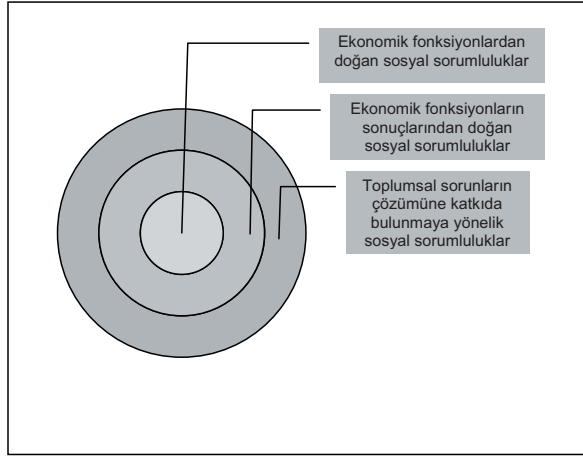 Ekonomik fonksiyonlardan
doğan sosyal sorumluluklar
Ekonomik fonksiyonların
sonuçlarından doğan
sosyal sorumluluklar
Toplumsal sorunların
çözümüne katkıda
bulunmaya yönelik
sosyal sorumluluklar